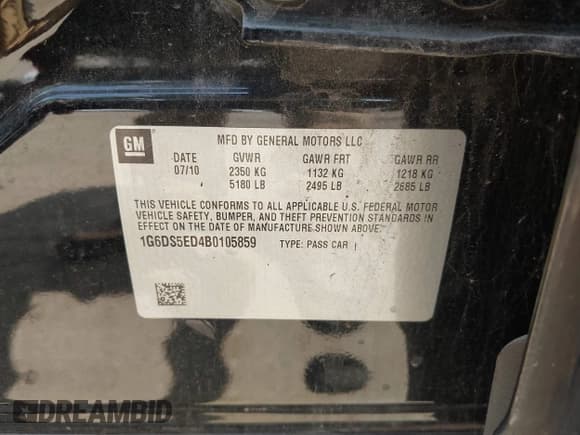 GM MFD BY GENERAL MOTORS LLC
DATE GVWR GAWR FRT GAWR RR
07/10 2350 KG 1132 KG 1218 KG
5180 LB 2495 LB 2685 LB
THIS VEHICLE CONFORMS TO ALL APPLICABLE U.S. FEDERAL MOTOR
VEHICLE SAFETY, BUMPER, AND THEFT PREVENTION STANDARDS IN
EFFECT ON THE DATE OF MANUFACTURE SHOWN ABOVE.
1G6DS5ED4B0105859 TYPE: PASS CAR
DREAMBID